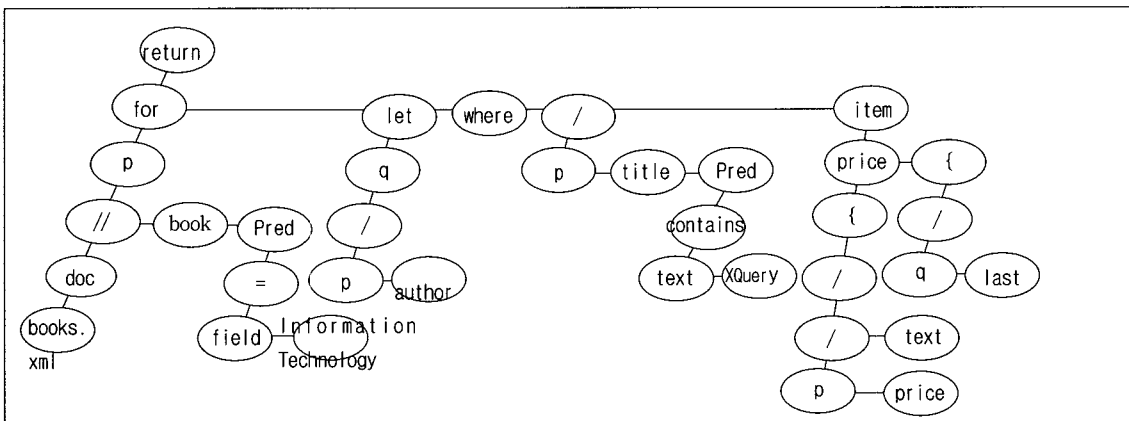 return
for
let
where
/
item
p
q
p
title
Pred
price
{
//
book
Pred
/
contains
{
/
doc
=
p
author
text
XQuery
/
q
last
books.
xml
field
Information
Technology
/
text
p
price